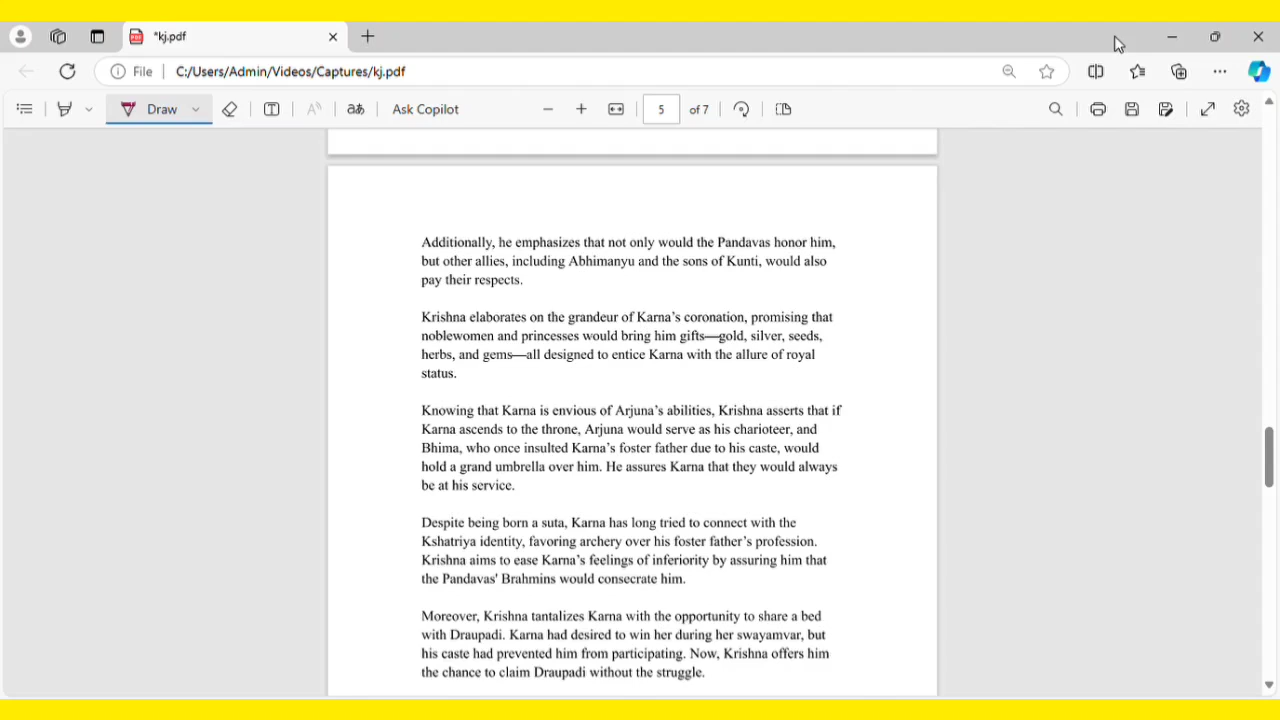 *kj.pdf
File
C:/Users/Admin/Videos/Captures/kj.pdf
Draw
aあ
Ask Copilot
5
of 7
Additionally, he emphasizes that not only would the Pandavas honor him,
but other allies, including Abhimanyu and the sons of Kunti, would also
pay their respects.
Krishna elaborates on the grandeur of Karna’s coronation, promising that
noblewomen and princesses would bring him gifts—gold, silver, seeds,
herbs, and gems—all designed to entice Karna with the allure of royal
status.
Knowing that Karna is envious of Arjuna’s abilities, Krishna asserts that if
Karna ascends to the throne, Arjuna would serve as his charioteer, and
Bhima, who once insulted Karna’s foster father due to his caste, would
hold a grand umbrella over him. He assures Karna that they would always
be at his service.
Despite being born a suta, Karna has long tried to connect with the
Kshatriya identity, favoring archery over his foster father’s profession.
Krishna aims to ease Karna’s feelings of inferiority by assuring him that
the Pandavas' Brahmins would consecrate him.
Moreover, Krishna tantalizes Karna with the opportunity to share a bed
with Draupadi. Karna had desired to win her during her swayamvar, but
his caste had prevented him from participating. Now, Krishna offers him
the chance to claim Draupadi without the struggle.